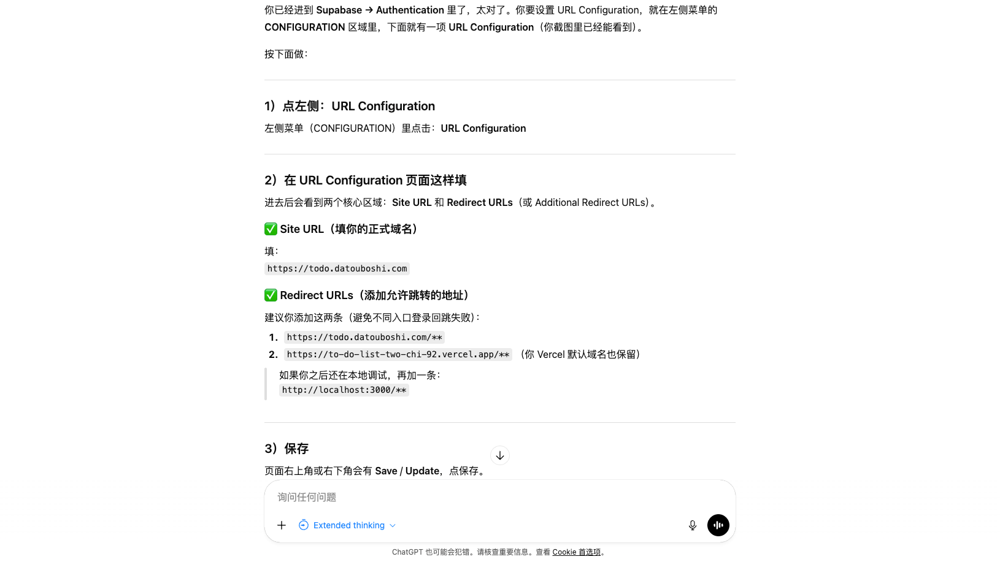 你已经进到 Supabase → Authentication 里了，太对了。你要设置 URL Configuration，就在左侧菜单的
CONFIGURATION 区域里，下面就有一项 URL Configuration（你截图里已经能看到）。
按下面做：
1）点左侧：URL Configuration
左侧菜单（CONFIGURATION）里点击：URL Configuration
2）在 URL Configuration 页面这样填
进去后会看到两个核心区域：Site URL 和 Redirect URLs（或 Additional Redirect URLs）。
✅ Site URL（填你的正式域名）
填：
https://todo.datouboshi.com
✅ Redirect URLs（添加允许跳转的地址）
建议你添加这两条（避免不同入口登录回跳失败）：
1. https://todo.datouboshi.com/**
2. https://to-do-list-two-chi-92.vercel.app/** （你 Vercel 默认域名也保留）
如果你之后还在本地调试，再加一条：
http://localhost:3000/**
3）保存
页面右上角或右下角会有 Save / Update，点保存。
询问任何问题
Extended thinking
ChatGPT 也可能会犯错。请核查重要信息。查看 Cookie 首选项。